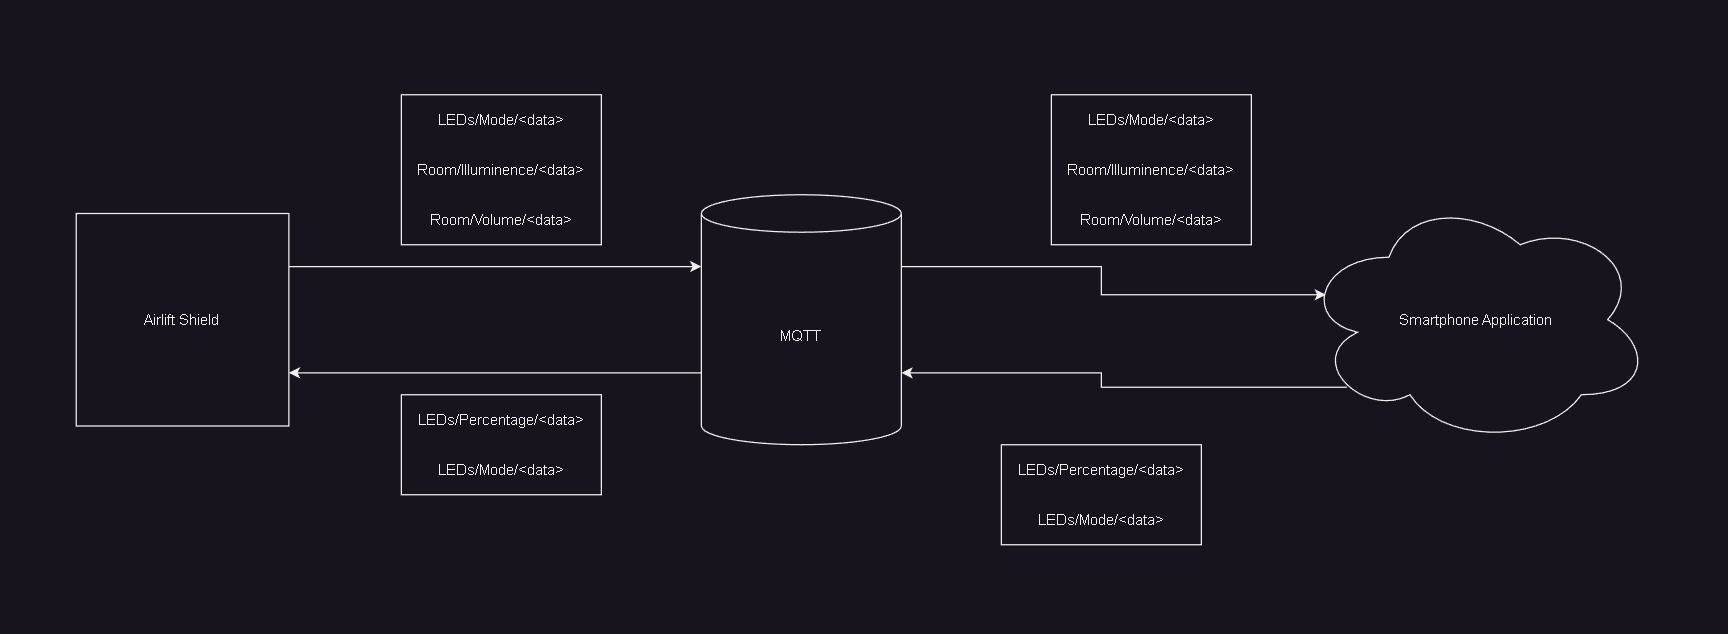 LEDs/Mode/<data>
Room/Illuminence/<data>
Room/Volume/<data>
LEDs/Mode/<data>
Room/Illuminence/<data>
Room/Volume/<data>
Airlift Shield
MQTT
Smartphone Application
LEDs/Percentage/<data>
LEDs/Mode/<data>
LEDs/Percentage/<data>
LEDs/Mode/<data>